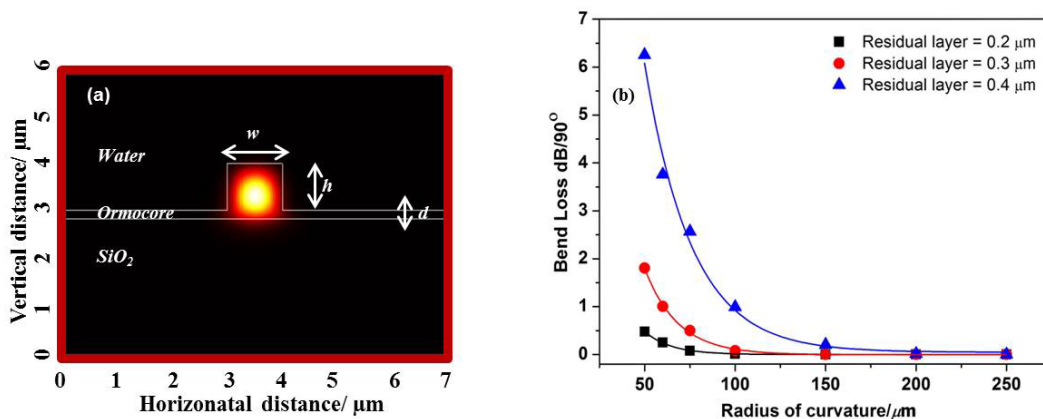 (a)
Water
w
h
Ormocore
d
SiO2
Vertical distance/ μm
0 1 2 3 4 5 6
0 1 2 3 4 5 6 7
Horizonatal distance/ μm
(b)
Residual layer = 0.2 μm
Residual layer = 0.3 μm
Residual layer = 0.4 μm
Bend Loss dB/90O
7
6
5
4
3
2
1
0
50 100 150 200 250
Radius of curvature/μm